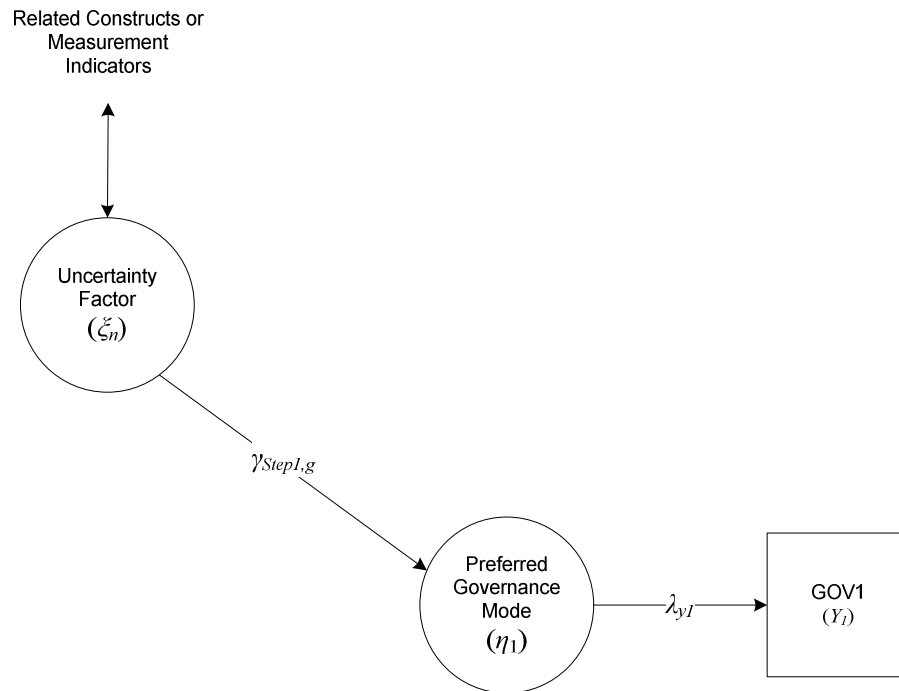 Related Constructs or
Measurement
Indicators
Uncertainty
Factor
(ξn)
γStep1,g
Preferred
Governance
Mode
(η1)
λy1
GOV1
(Y1)